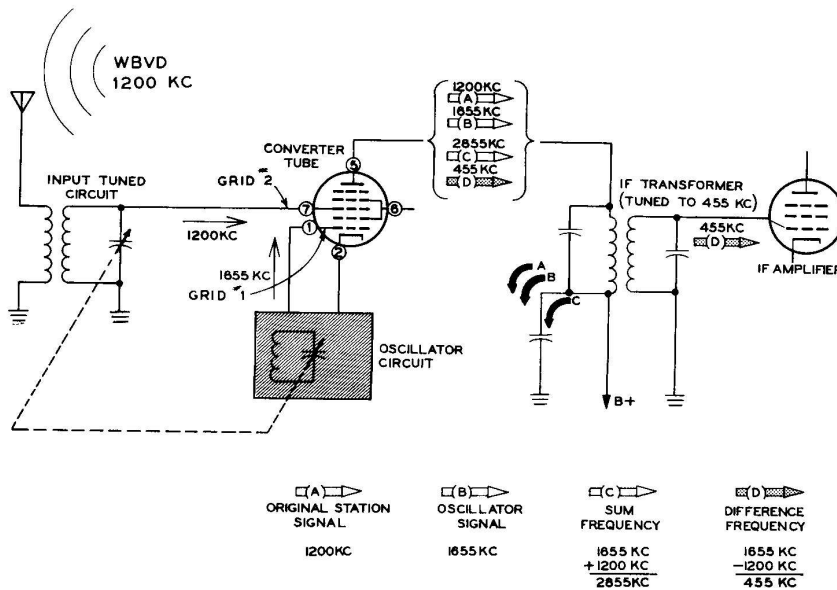 WBVD
1200 KC
INPUT TUNED
CIRCUIT
1200KC
CONVERTER
TUBE
GRID #2
5
7
6
1
2
1655 KC
GRID #1
OSCILLATOR
CIRCUIT
1200KC
(A)
1655KC
(B)
2855KC
(C)
455KC
(D)
IF TRANSFORMER
(TUNED TO 455 KC)
455KC
(D)
IF AMPLIFIER
A
B
C
B+
(A)
ORIGINAL STATION
SIGNAL
1200KC
(B)
OSCILLATOR
SIGNAL
1655KC
(C)
SUM
FREQUENCY
1655 KC
+1200 KC
2855KC
(D)
DIFFERENCE
FREQUENCY
1655 KC
-1200 KC
455 KC